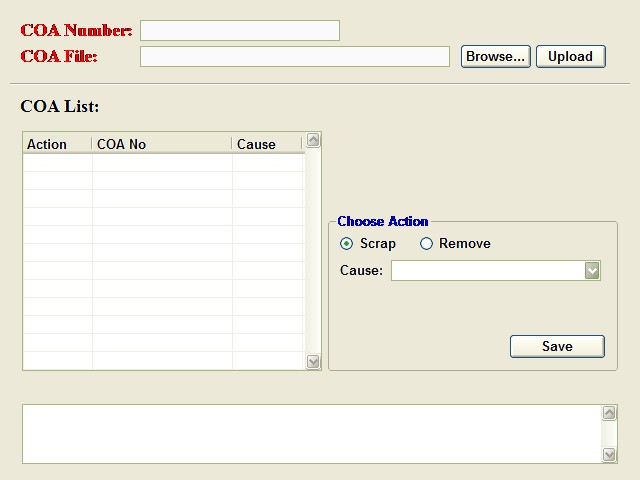 COA Number:
COA File: Browse... Upload
COA List:
Action COA No Cause
Choose Action
Scrap Remove
Cause:
Save